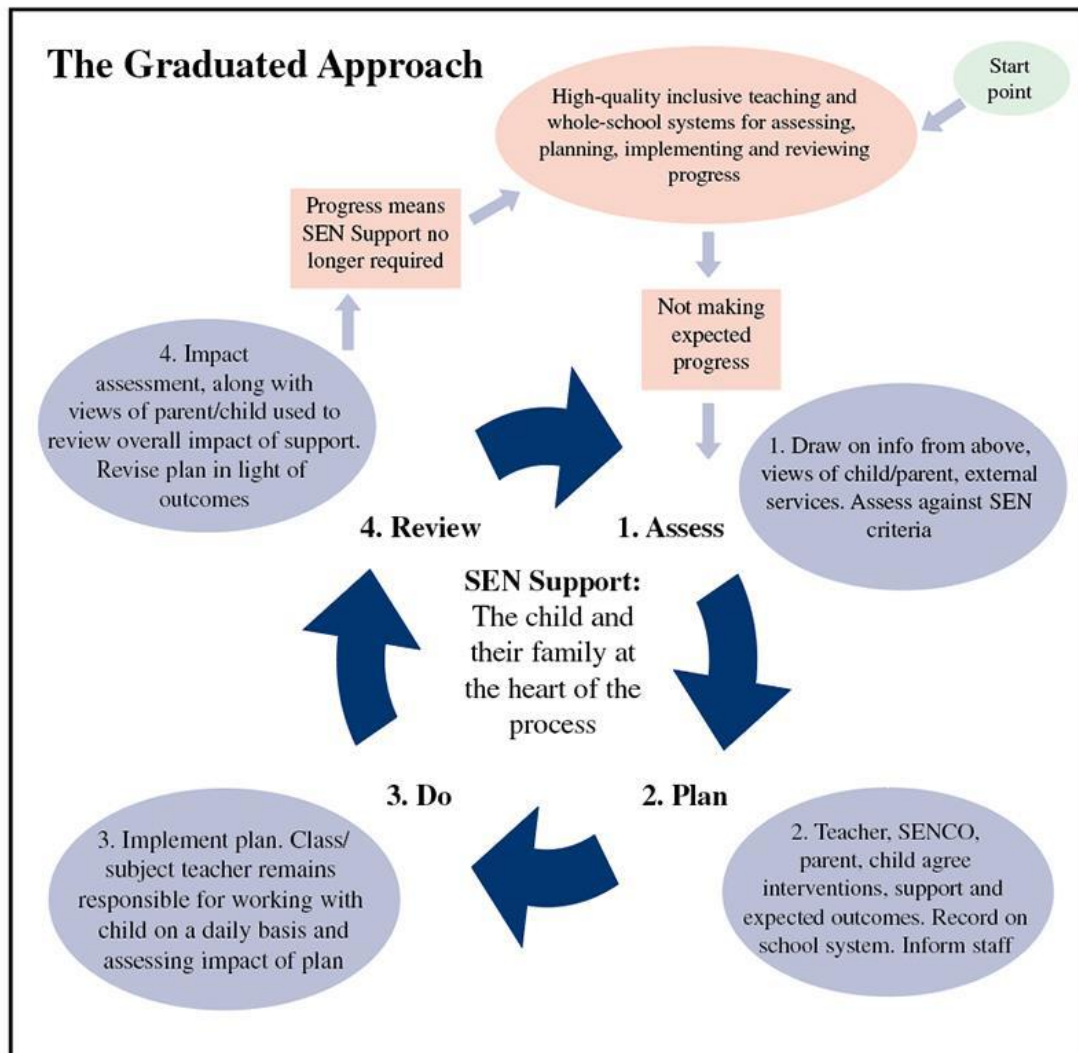 The Graduated Approach
Start
point
High-quality inclusive teaching and
whole-school systems for assessing,
planning, implementing and reviewing
progress
Progress means
SEN Support no
longer required
Not making
expected
progress
4. Impact
assessment, along with
views of parent/child used to
review overall impact of support.
Revise plan in light of
outcomes
1. Draw on info from above,
views of child/parent, external
services. Assess against SEN
criteria
4. Review
1. Assess
SEN Support:
The child and
their family at
the heart of the
process
3. Do
2. Plan
3. Implement plan. Class/
subject teacher remains
responsible for working with
child on a daily basis and
assessing impact of plan
2. Teacher, SENCO,
parent, child agree
interventions, support and
expected outcomes. Record on
school system. Inform staff